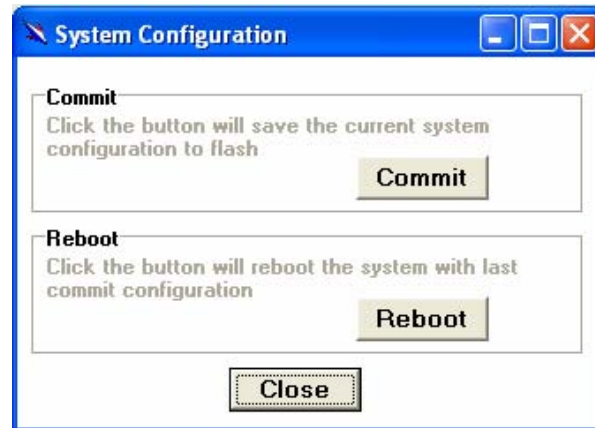 System Configuration
Commit
Click the button will save the current system
configuration to flash
Commit
Reboot
Click the button will reboot the system with last
commit configuration
Reboot
Close